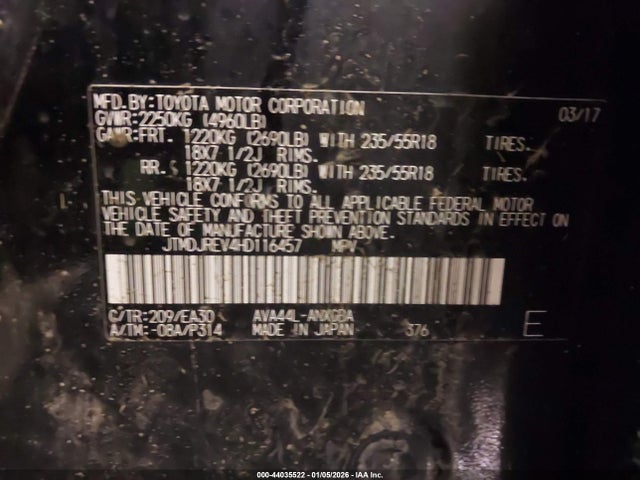 MFD. BY: TOYOTA MOTOR CORPORATION 03/17
GVWR: 2250KG (4960LB)
GAWR: FRT. 1220KG (2690LB) WITH 235/55R18 TIRES.
18X7 1/2J RIMS.
RR. 1220KG (2690LB) WITH 235/55R18 TIRES.
18X7 1/2J RIMS.
THIS VEHICLE CONFORMS TO ALL APPLICABLE FEDERAL MOTOR
VEHICLE SAFETY AND THEFT PREVENTION STANDARDS IN EFFECT ON
THE DATE OF MANUFACTURE SHOWN ABOVE.
JTMDJREV4HD116457 MPV
C/TR: 209/EA30 AVA44L-ANXGBA
A/TM: -08A/P314 MADE IN JAPAN 376 E
000-44035522 - 01/05/2026 - IAA Inc.